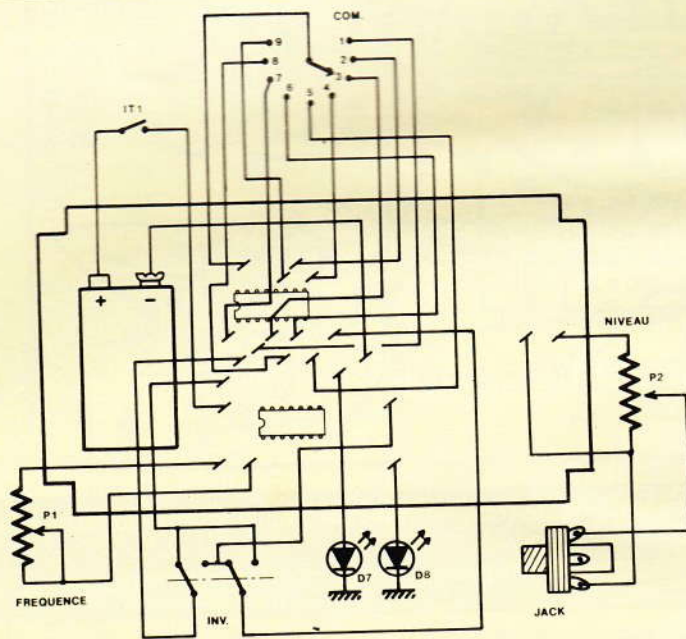 COM.
9 1
8 2
7 3
6 5 4
IT1
+ −
NIVEAU
P2
P1
D7 D8
FREQUENCE
INV.
JACK